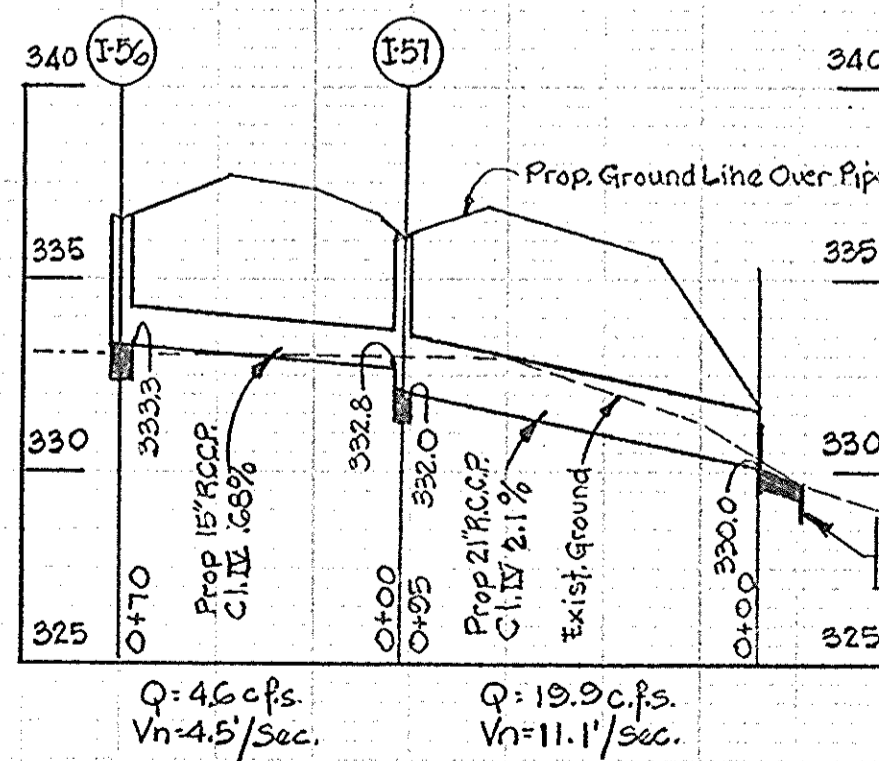 I-56
I-57
340
340
Prop. Ground Line Over Pipe
335
335
333.3
332.8
332.0
330
330
330.0
Prop 15" R.C.C.P.
Cl. IV .68%
Prop 21" R.C.C.P.
Cl. IV 2.1%
Exist. Ground
0+70
0+00
0+95
0+00
325
325
Q = 4.6 c.f.s.
Vn = 4.5'/Sec.
Q = 19.9 c.f.s.
Vn = 11.1'/Sec.